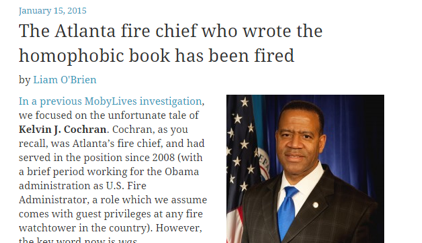 January 15, 2015
The Atlanta fire chief who wrote the
homophobic book has been fired
by Liam O'Brien
In a previous MobyLives investigation,
we focused on the unfortunate tale of
Kelvin J. Cochran. Cochran, as you
recall, was Atlanta's fire chief, and had
served in the position since 2008 (with
a brief period working for the Obama
administration as U.S. Fire
Administrator, a role which we assume
comes with guest privileges at any fire
watchtower in the country). However,
the key word now is was.